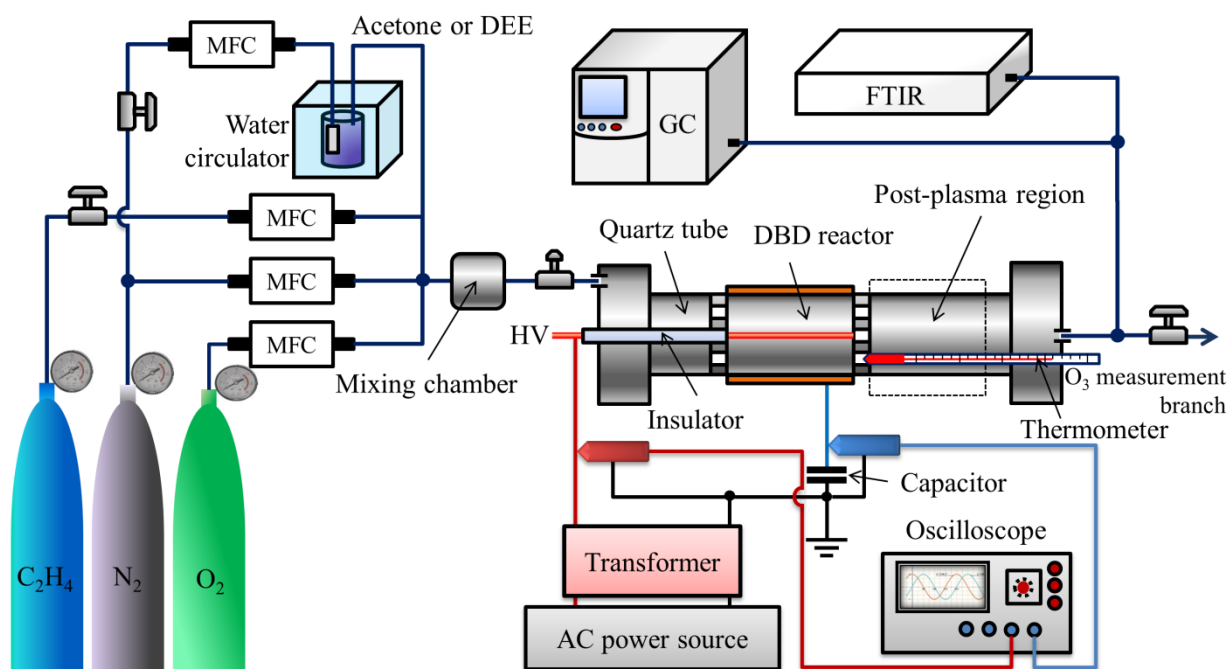 Acetone or DEE
MFC
Water
circulator
GC
FTIR
MFC
MFC
MFC
Mixing chamber
Quartz tube
DBD reactor
Post-plasma region
HV
Insulator
O₃ measurement
branch
Thermometer
Capacitor
Oscilloscope
Transformer
AC power source
C₂H₄
N₂
O₂